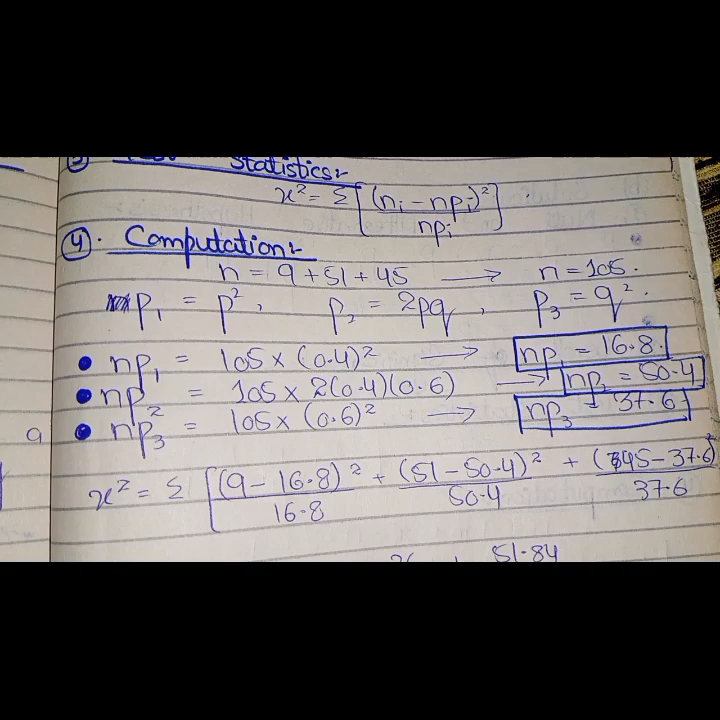 Statistics:-
x² = Σ [(nᵢ - npᵢ)² / npᵢ]
(4). Computation:-
n = 9 + 51 + 45 → n = 105.
p₁ = p², p₂ = 2pq, p₃ = q².
• np₁ = 105 × (0.4)² → np₁ = 16.8.
• np₂ = 105 × 2(0.4)(0.6) → np₂ = 50.4
• np₃ = 105 × (0.6)² → np₃ = 37.6
a
x² = Σ [(9 - 16.8)² / 16.8 + (51 - 50.4)² / 50.4 + (45 - 37.6)² / 37.6
51.84